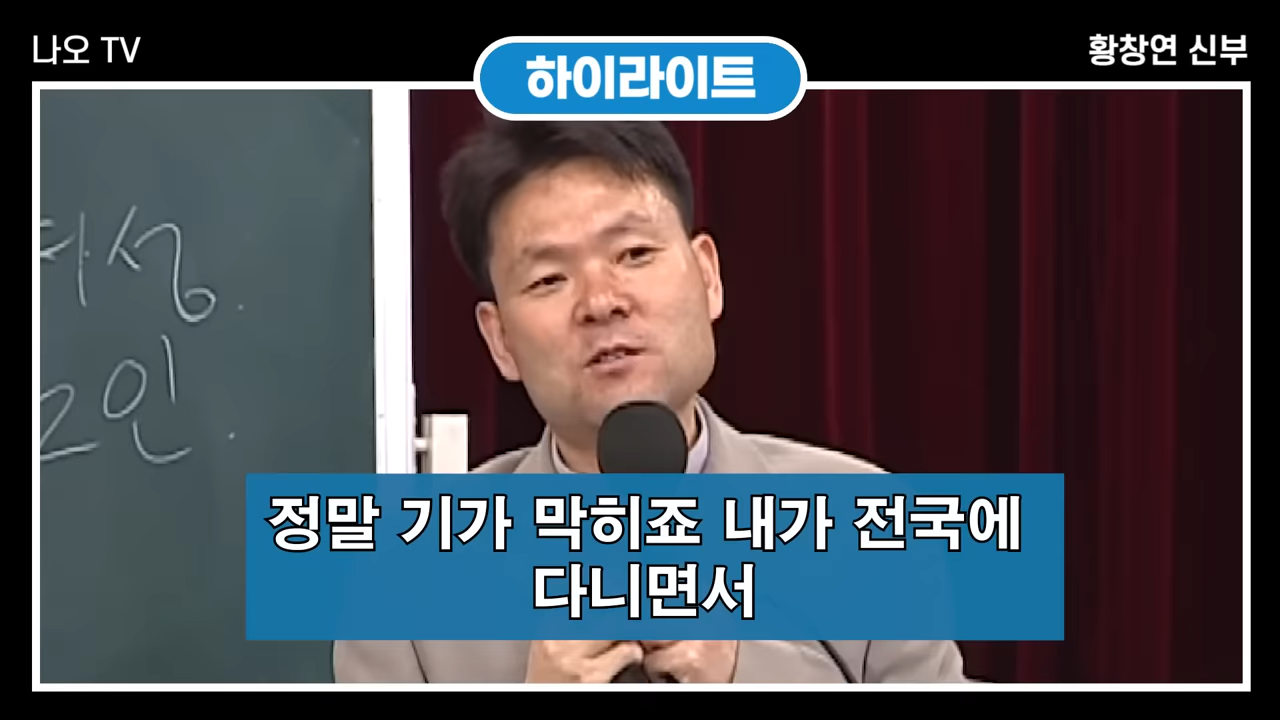 나오 TV
황창연 신부
하이라이트
인.
정말 기가 막히죠 내가 전국에
다니면서